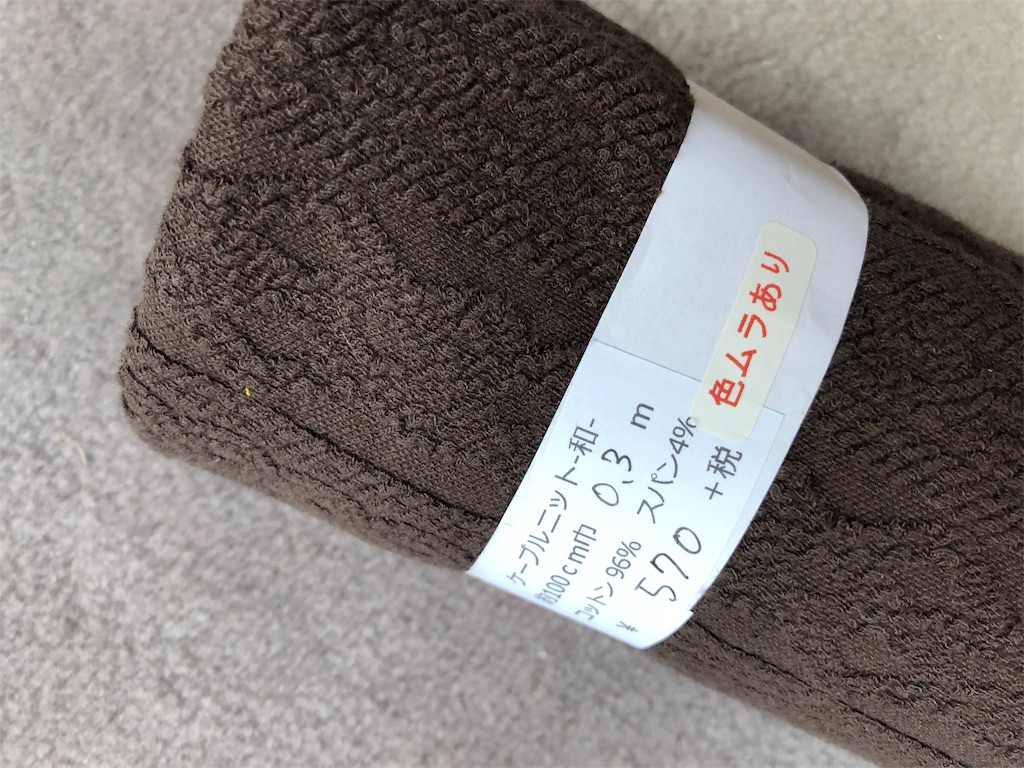 ケーブルニット-和-
約100cm巾 0.3 m
コットン96% スパン4%
¥ 570 +税
色ムラあり